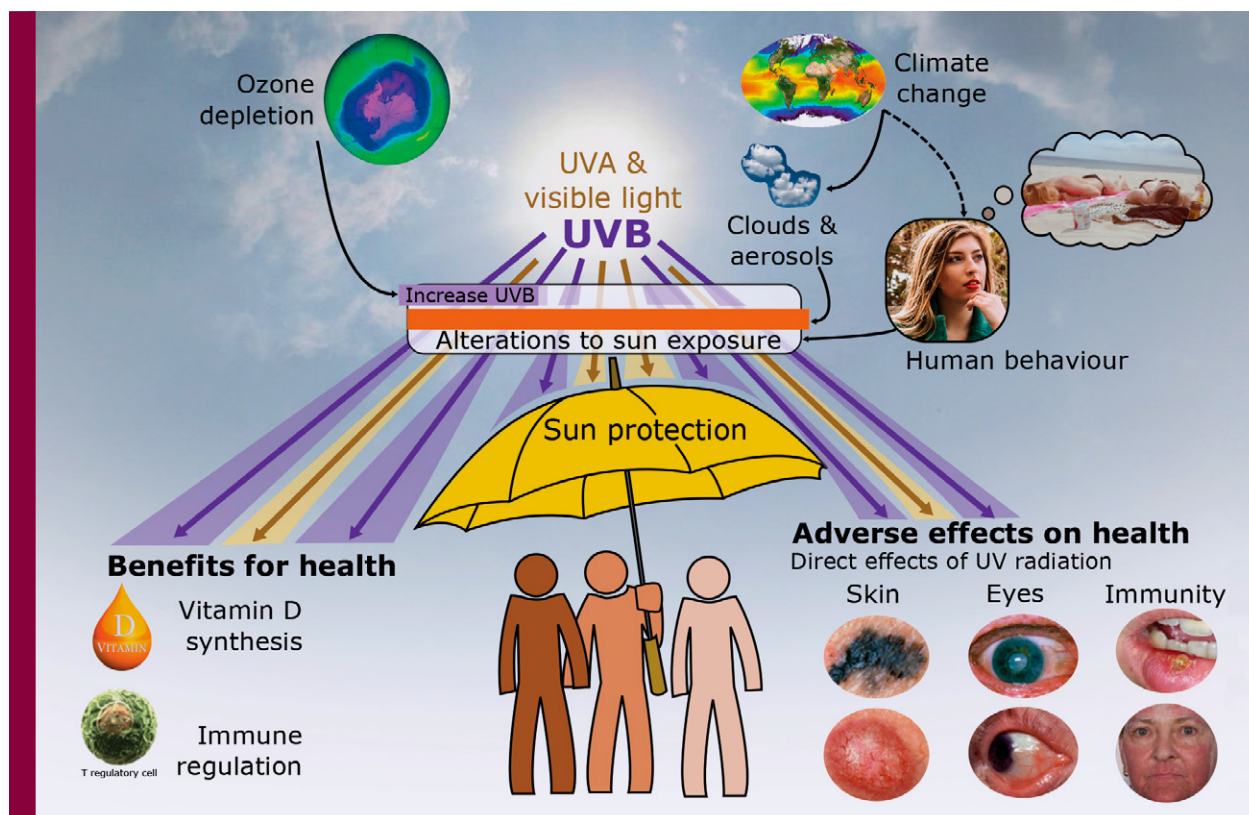 Ozone
depletion
Climate
change
UVA &
visible light
UVB
Clouds &
aerosols
Increase UVB
Alterations to sun exposure
Human behaviour
Sun protection
Benefits for health
D
VITAMIN
Vitamin D
synthesis
T regulatory cell
Immune
regulation
Adverse effects on health
Direct effects of UV radiation
Skin
Eyes
Immunity